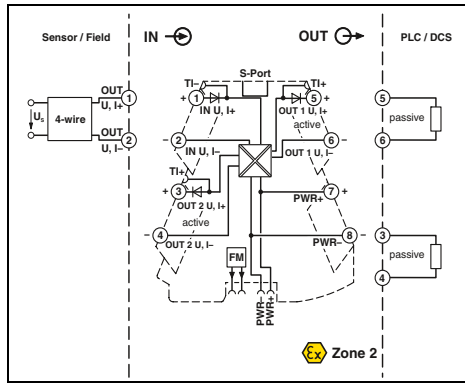 Sensor / Field
IN
OUT
PLC / DCS
S-Port
TI–
TI+
OUT
U, I+
1
+
1
IN U, I+
OUT 1 U, I+
5
+
5
4-wire
Us
active
passive
OUT
U, I–
2
–
2
IN U, I–
OUT 1 U, I–
6
–
6
TI+
+
3
OUT 2 U, I+
PWR+
7
+
active
–
4
OUT 2 U, I–
PWR–
8
–
3
passive
4
FM
PWR–
PWR+
Ex
Zone 2